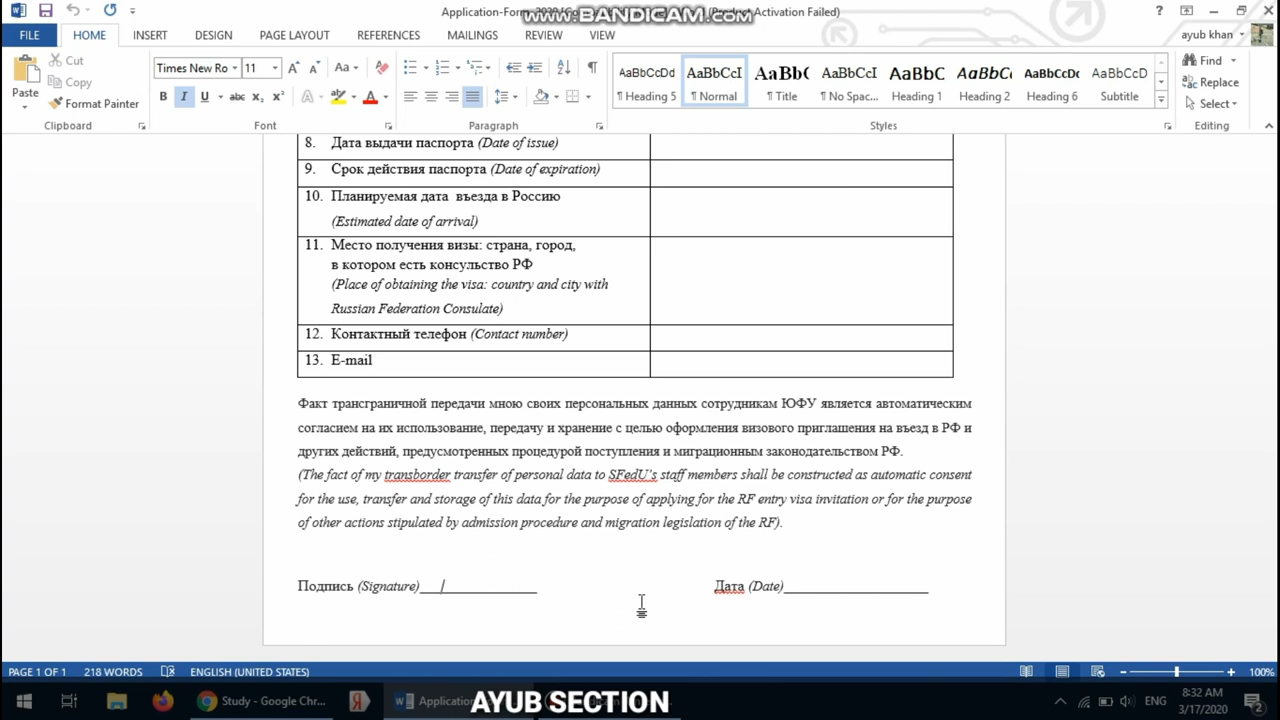 Application-Form_2020
Product Activation Failed)
www.BANDICAM.com
FILE HOME INSERT DESIGN PAGE LAYOUT REFERENCES MAILINGS REVIEW VIEW
ayub khan
Paste
Cut
Copy
Format Painter
Times New Ro 11
AaBbCcDd AaBbCcI AaBbC AaBbCcI AaBbC AaBbCc AaBbCcDc AaBbCcD
¶ Heading 5 ¶ Normal ¶ Title ¶ No Spac... Heading 1 Heading 2 Heading 6 Subtitle
Find
Replace
Select
Clipboard Font Paragraph Styles Editing
8. Дата выдачи паспорта (Date of issue)
9. Срок действия паспорта (Date of expiration)
10. Планируемая дата въезда в Россию
(Estimated date of arrival)
11. Место получения визы: страна, город,
в котором есть консульство РФ
(Place of obtaining the visa: country and city with
Russian Federation Consulate)
12. Контактный телефон (Contact number)
13. E-mail
Факт трансграничной передачи мною своих персональных данных сотрудникам ЮФУ является автоматическим
согласием на их использование, передачу и хранение с целью оформления визового приглашения на въезд в РФ и
других действий, предусмотренных процедурой поступления и миграционным законодательством РФ.
(The fact of my transborder transfer of personal data to SFedU's staff members shall be constructed as automatic consent
for the use, transfer and storage of this data for the purpose of applying for the RF entry visa invitation or for the purpose
of other actions stipulated by admission procedure and migration legislation of the RF).
Подпись (Signature)________________ Дата (Date)____________________
PAGE 1 OF 1 218 WORDS ENGLISH (UNITED STATES) 100%
Study - Google Chr... Application
AYUB SECTION
ENG
8:32 AM
3/17/2020